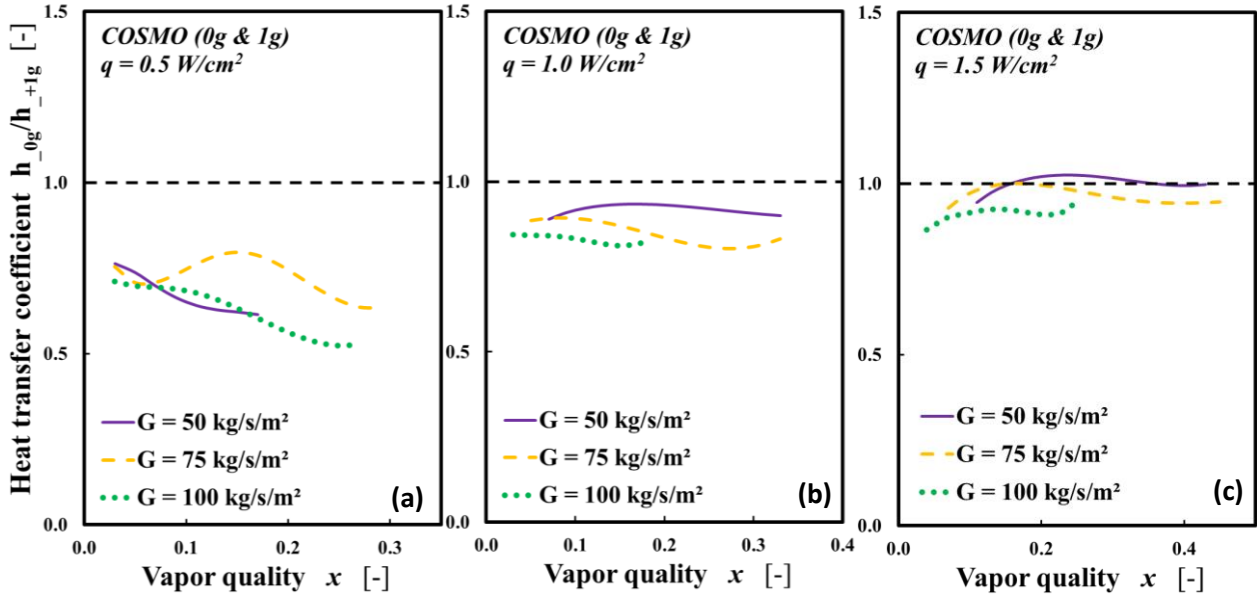 Heat transfer coefficient h_0g/h_+1g [-]
1.5
1.0
0.5
0.0
COSMO (0g & 1g)
q = 0.5 W/cm²
G = 50 kg/s/m²
G = 75 kg/s/m²
G = 100 kg/s/m²
(a)
0.0 0.1 0.2 0.3
Vapor quality x [-]
1.5
1.0
0.5
0.0
COSMO (0g & 1g)
q = 1.0 W/cm²
G = 50 kg/s/m²
G = 75 kg/s/m²
G = 100 kg/s/m²
(b)
0.0 0.1 0.2 0.3 0.4
Vapor quality x [-]
1.5
1.0
0.5
0.0
COSMO (0g & 1g)
q = 1.5 W/cm²
G = 50 kg/s/m²
G = 75 kg/s/m²
G = 100 kg/s/m²
(c)
0.0 0.2 0.4
Vapor quality x [-]